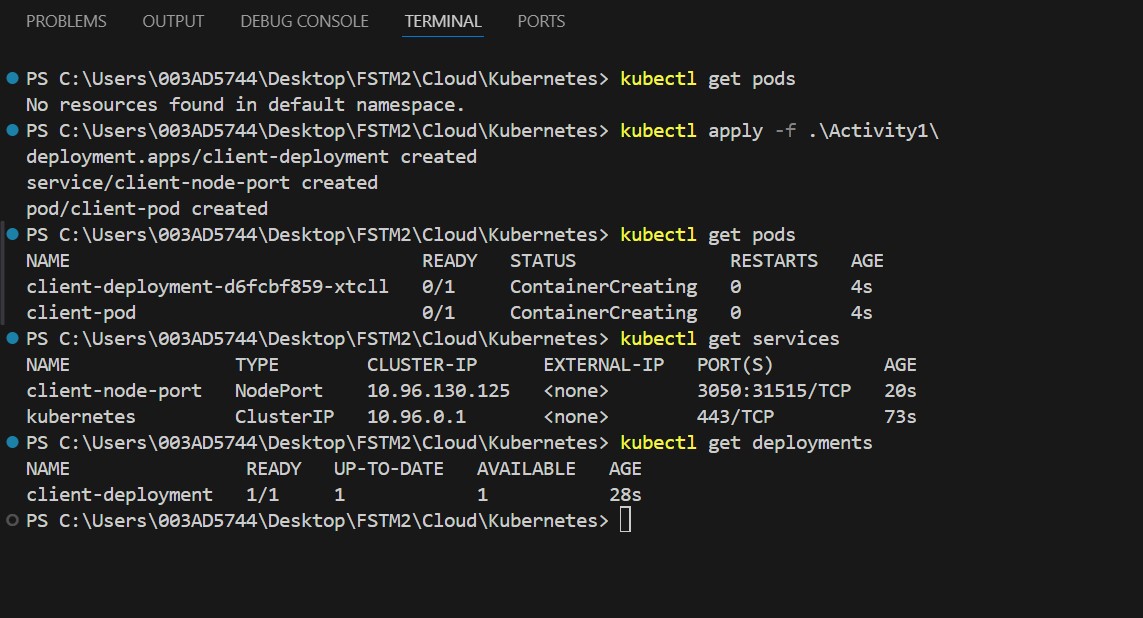 PROBLEMS OUTPUT DEBUG CONSOLE TERMINAL PORTS
PS C:\Users\003AD5744\Desktop\FSTM2\Cloud\Kubernetes> kubectl get pods
No resources found in default namespace.
PS C:\Users\003AD5744\Desktop\FSTM2\Cloud\Kubernetes> kubectl apply -f .\Activity1\
deployment.apps/client-deployment created
service/client-node-port created
pod/client-pod created
PS C:\Users\003AD5744\Desktop\FSTM2\Cloud\Kubernetes> kubectl get pods
NAME READY STATUS RESTARTS AGE
client-deployment-d6fcbf859-xtcll 0/1 ContainerCreating 0 4s
client-pod 0/1 ContainerCreating 0 4s
PS C:\Users\003AD5744\Desktop\FSTM2\Cloud\Kubernetes> kubectl get services
NAME TYPE CLUSTER-IP EXTERNAL-IP PORT(S) AGE
client-node-port NodePort 10.96.130.125 <none> 3050:31515/TCP 20s
kubernetes ClusterIP 10.96.0.1 <none> 443/TCP 73s
PS C:\Users\003AD5744\Desktop\FSTM2\Cloud\Kubernetes> kubectl get deployments
NAME READY UP-TO-DATE AVAILABLE AGE
client-deployment 1/1 1 1 28s
PS C:\Users\003AD5744\Desktop\FSTM2\Cloud\Kubernetes>